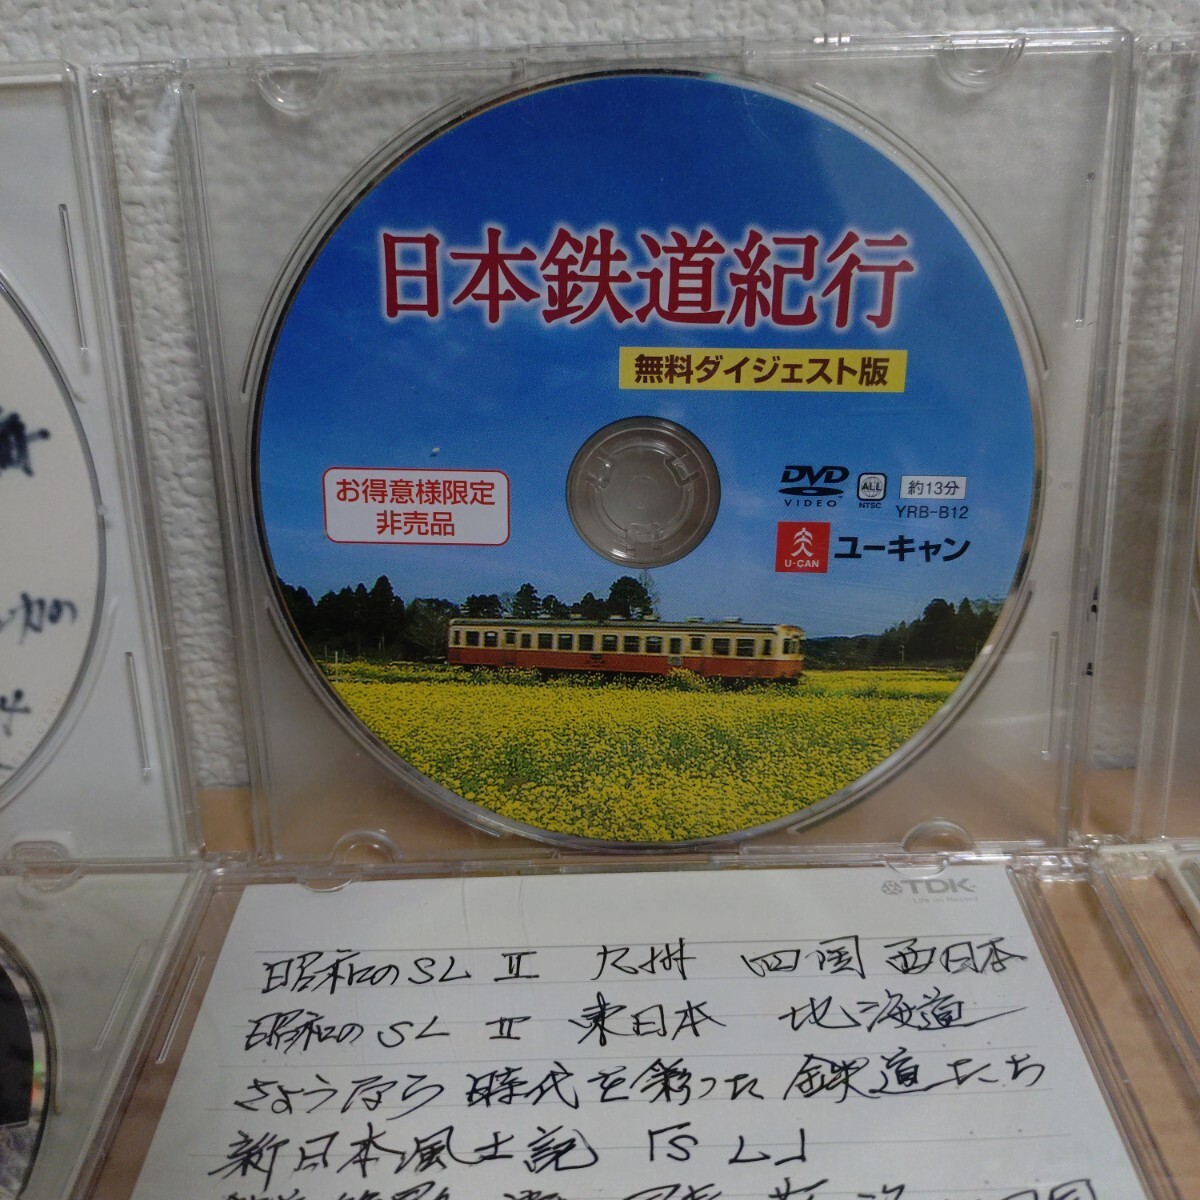 日本鉄道紀行
無料ダイジェスト版
お得意様限定
非売品
DVD
VIDEO
ALL
NTSC
約13分
YRB-B12
U-CAN
ユーキャン
TDK
Life on Record
昭和のSL II 九州 四国 西日本
昭和のSL II 東日本 北海道
さようなら時代を彩った鉄道たち
新日本風土記「SL」